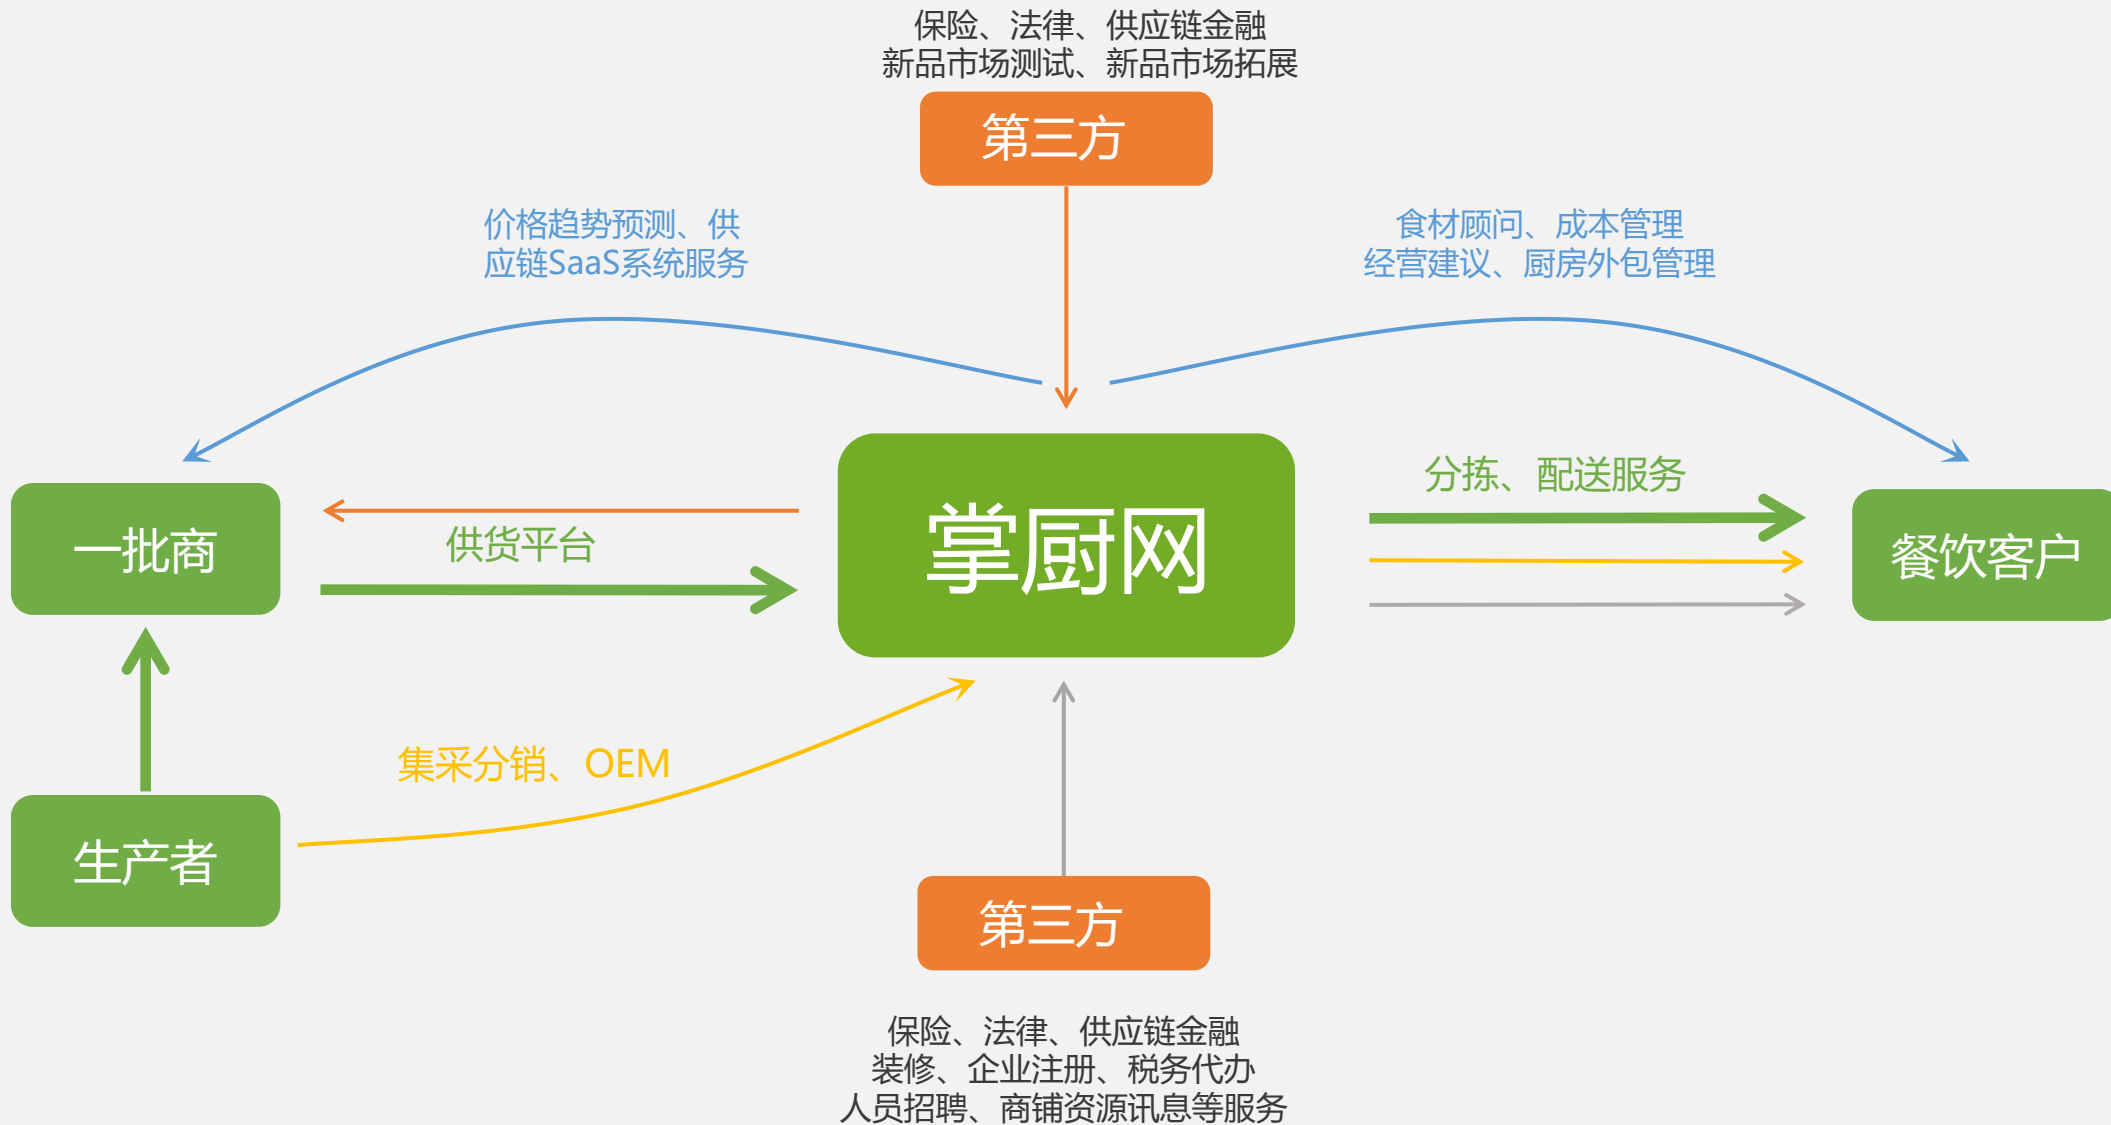 保险、法律、供应链金融
新品市场测试、新品市场拓展
第三方
价格趋势预测、供
应链SaaS系统服务
食材顾问、成本管理
经营建议、厨房外包管理
一批商
供货平台
掌厨网
分拣、配送服务
餐饮客户
集采分销、OEM
生产者
第三方
保险、法律、供应链金融
装修、企业注册、税务代办
人员招聘、商铺资源讯息等服务